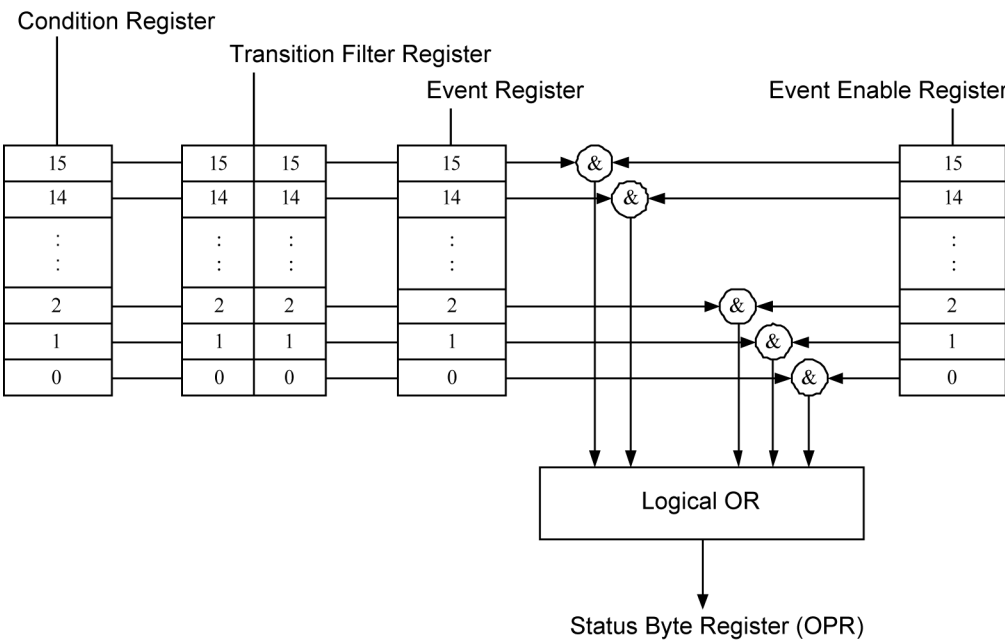 Condition Register
Transition Filter Register
Event Register
Event Enable Register
15 15 15 15 & 15
14 14 14 14 & 14
: : : : :
: : : : :
2 2 2 2 & 2
1 1 1 1 & 1
0 0 0 0 & 0
Logical OR
Status Byte Register (OPR)